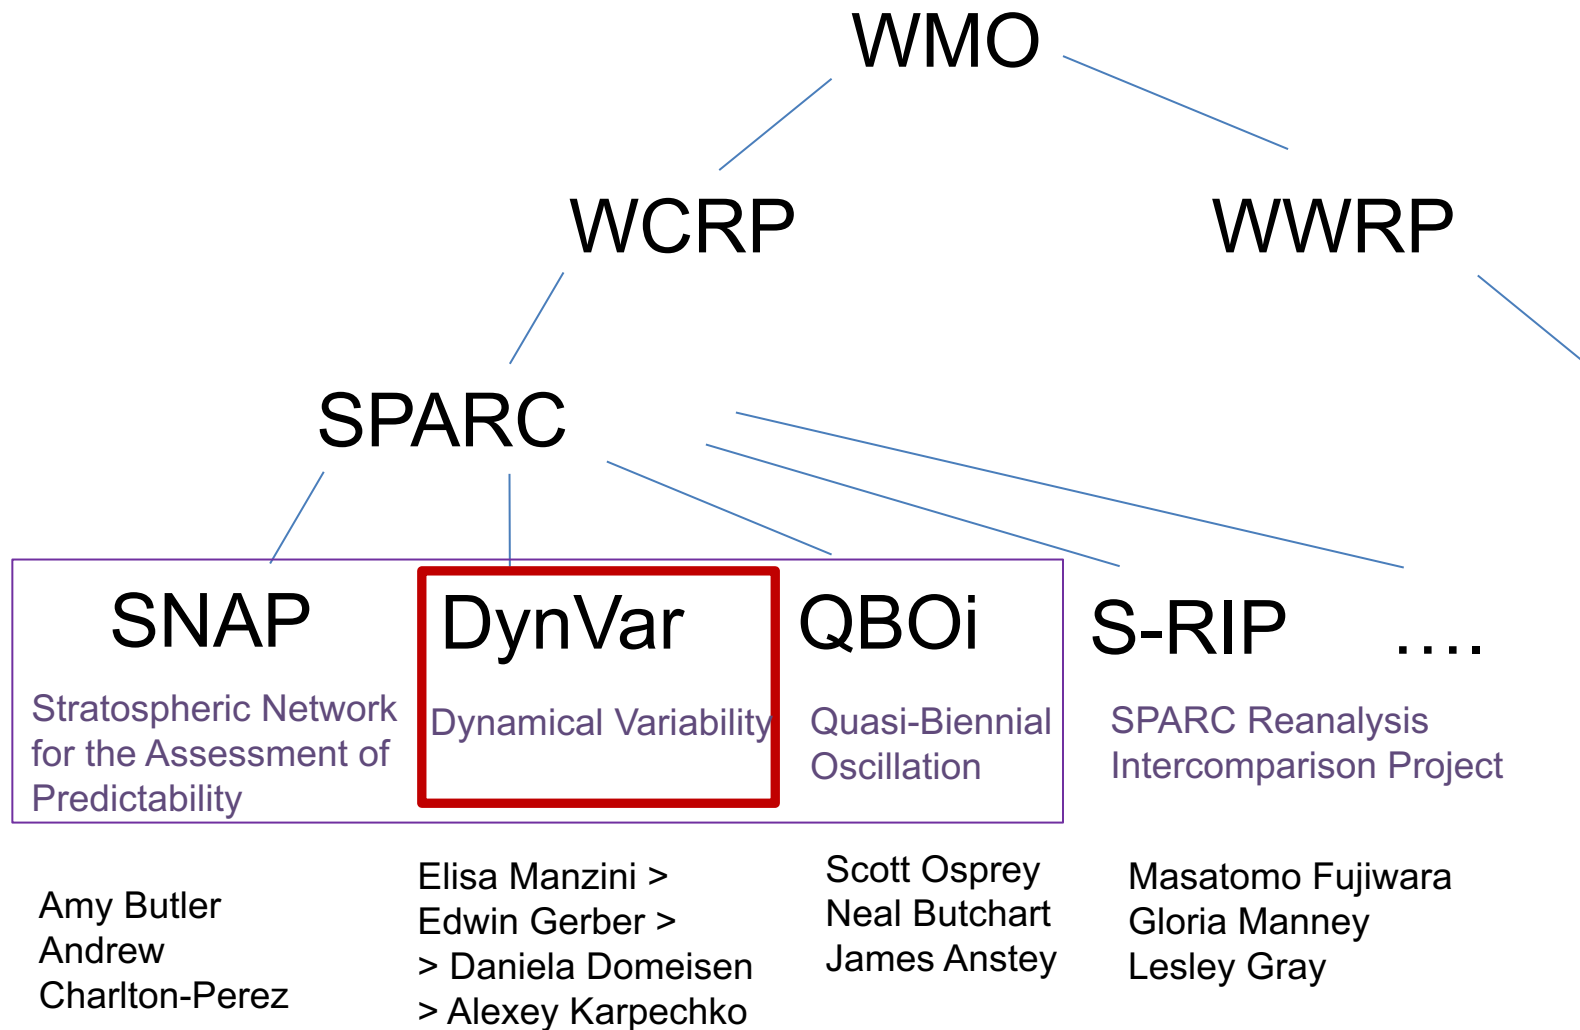 WMO
WCRP
WWRP
SPARC
SNAP
DynVar
QBOi
S-RIP
....
Stratospheric Network
for the Assessment of
Predictability
Dynamical Variability
Quasi-Biennial
Oscillation
SPARC Reanalysis
Intercomparison Project
Amy Butler
Andrew
Charlton-Perez
Elisa Manzini >
Edwin Gerber >
> Daniela Domeisen
> Alexey Karpechko
Scott Osprey
Neal Butchart
James Anstey
Masatomo Fujiwara
Gloria Manney
Lesley Gray